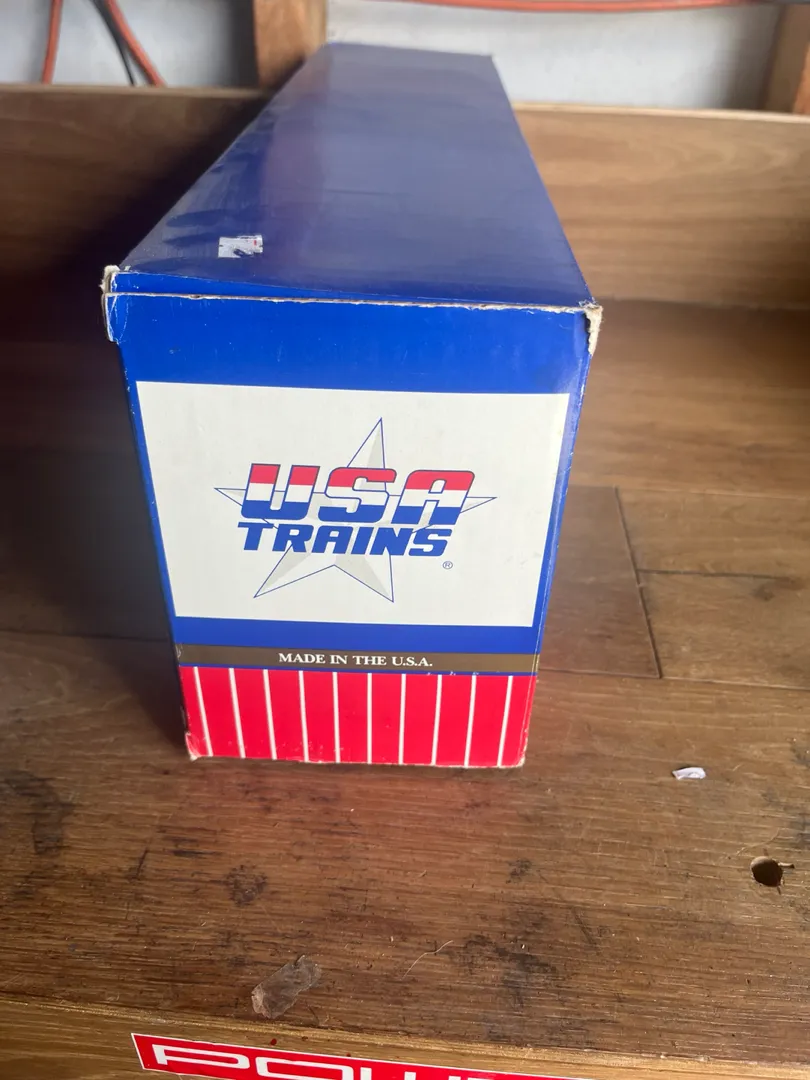 USA
TRAINS
®
MADE IN THE U.S.A.